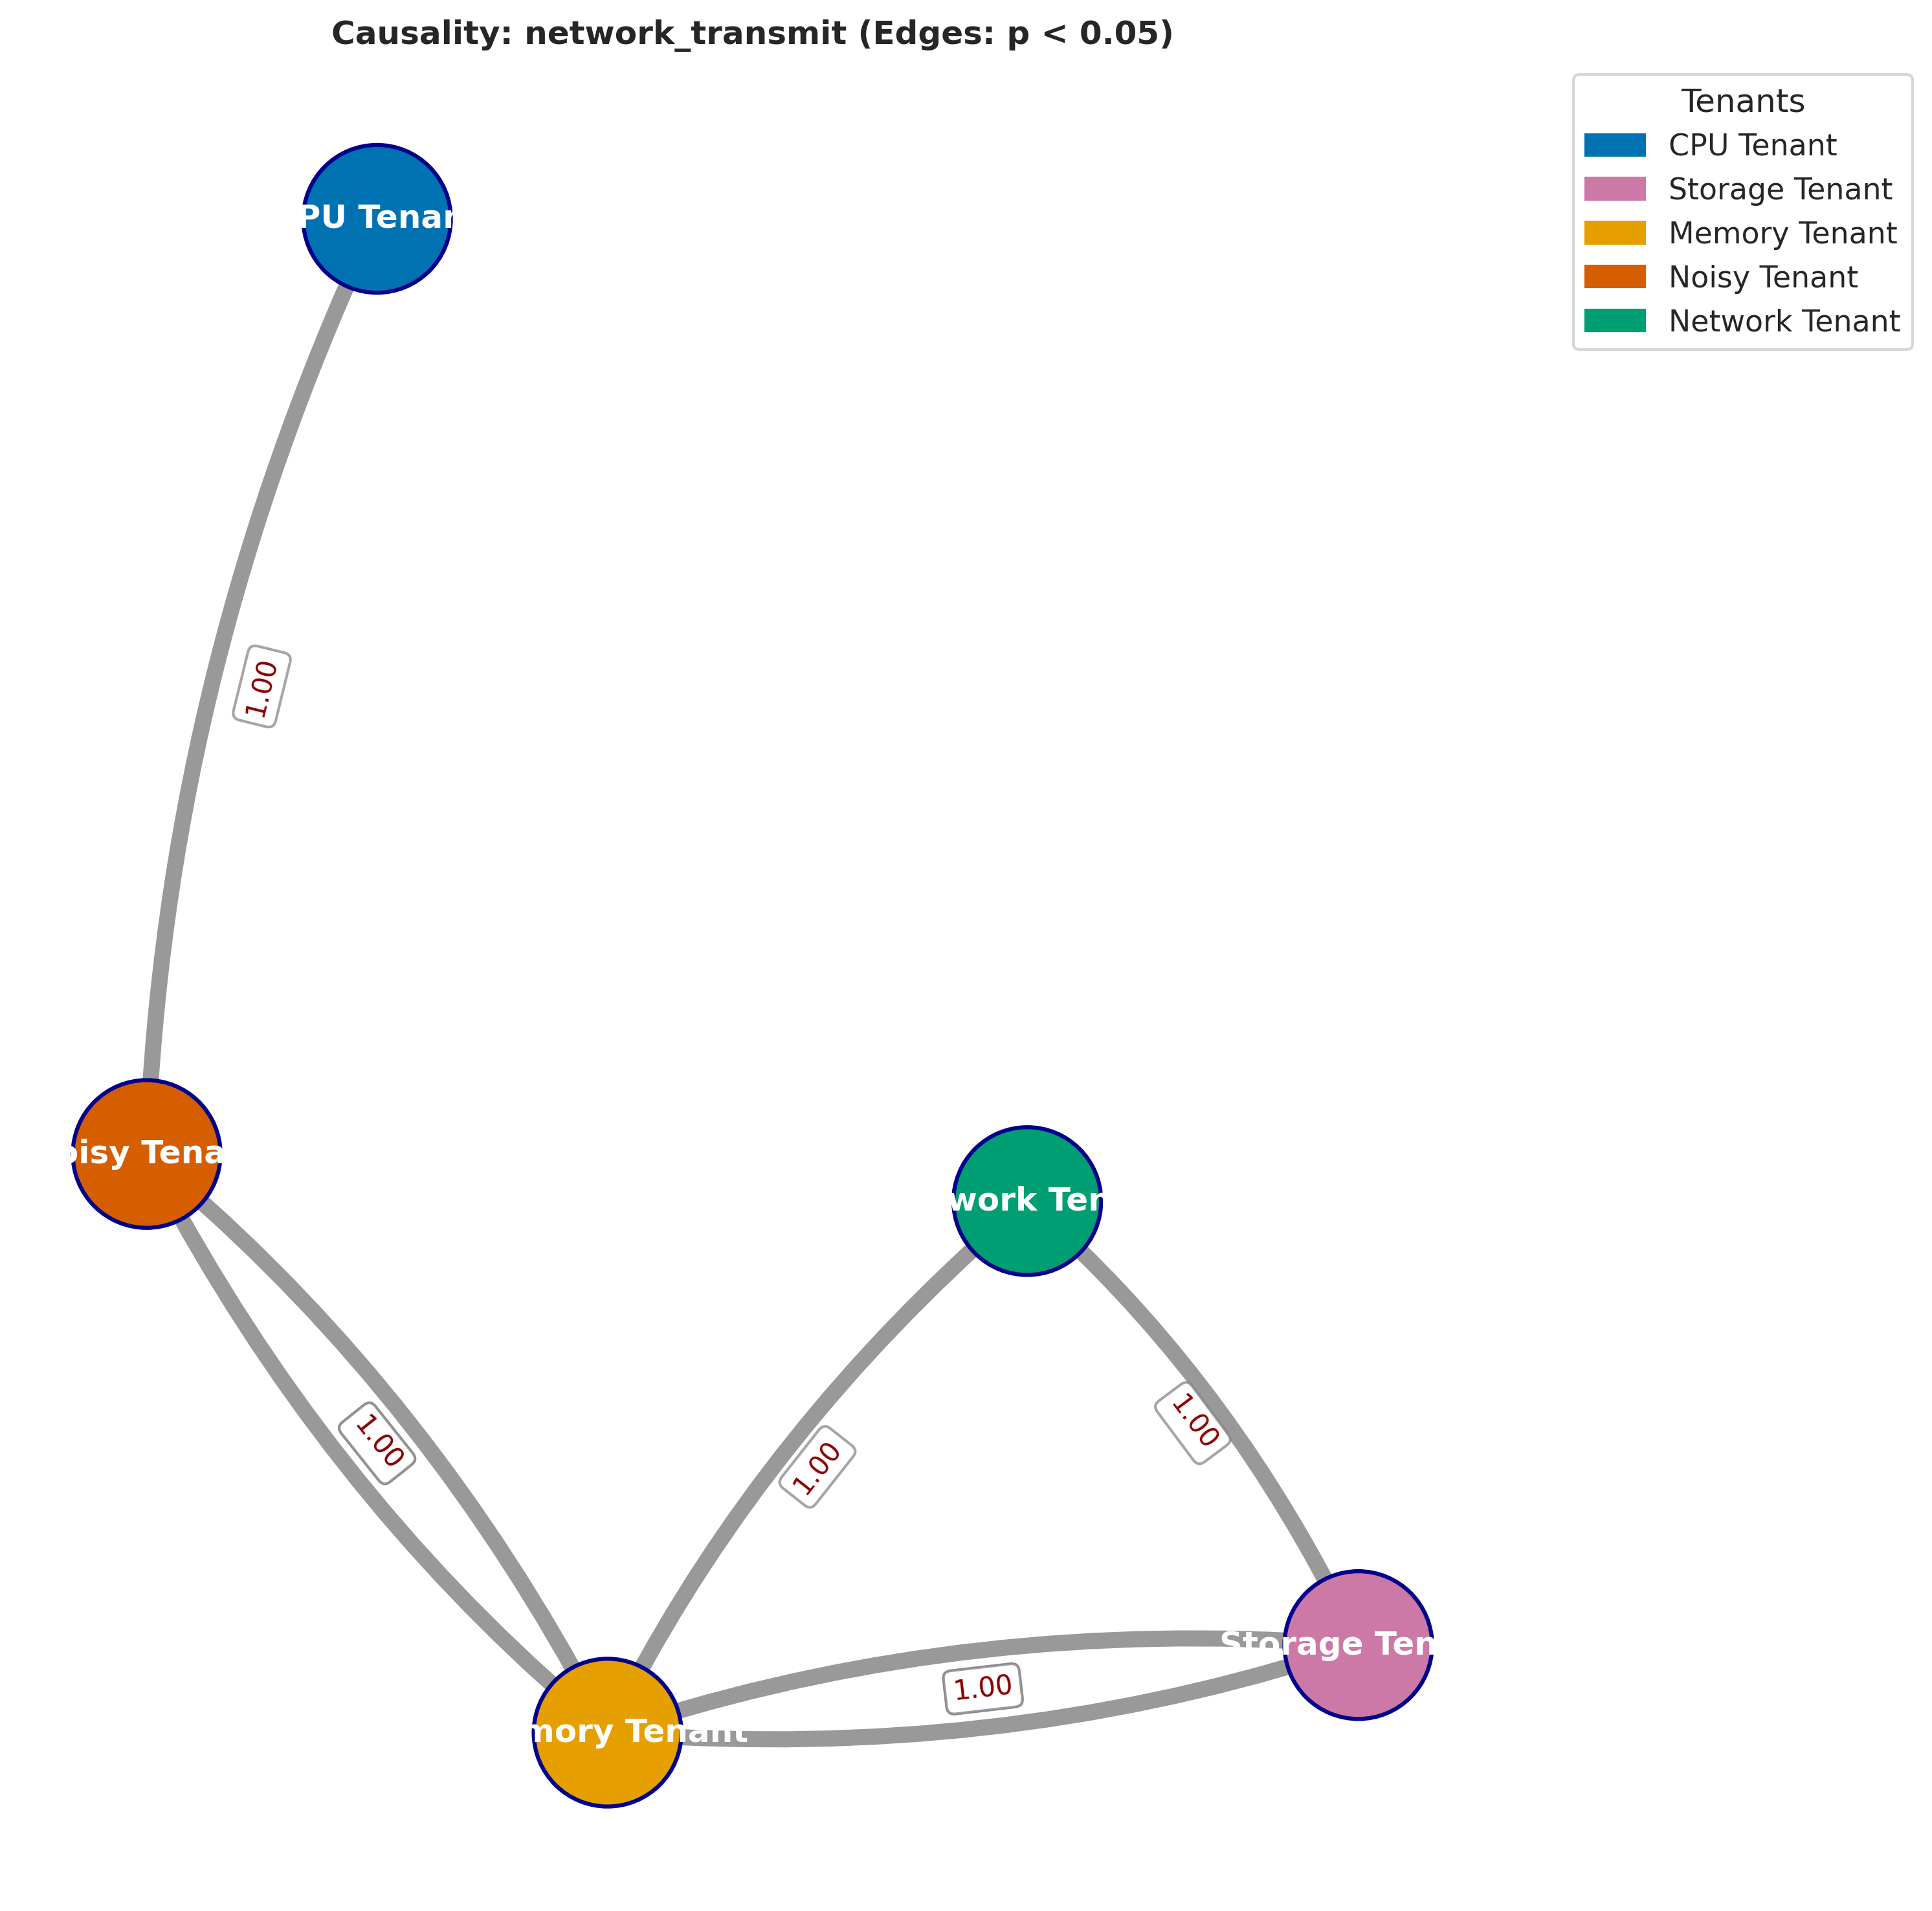 Causality: network_transmit (Edges: p < 0.05)
Tenants
CPU Tenant
Storage Tenant
Memory Tenant
Noisy Tenant
Network Tenant
PU Tenan
1.00
oisy Tena
work Ten
1.00
1.00
1.00
Storage Ten
1.00
mory Tenant